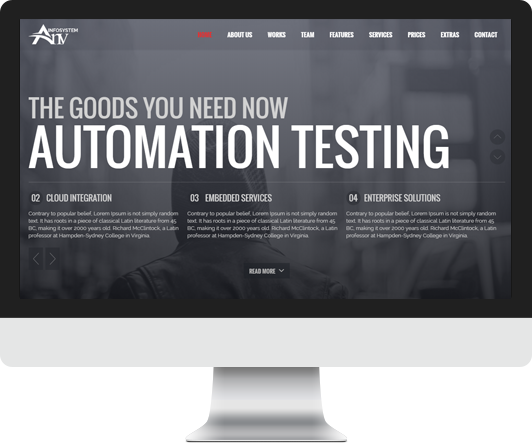 INFOSYSTEM
Anv
HOME ABOUT US WORKS TEAM FEATURES SERVICES PRICES EXTRAS CONTACT
THE GOODS YOU NEED NOW
AUTOMATION TESTING
02 CLOUD INTEGRATION
Contrary to popular belief, Lorem Ipsum is not simply random
text. It has roots in a piece of classical Latin literature from 45
BC, making it over 2000 years old. Richard McClintock, a Latin
professor at Hampden-Sydney College in Virginia.
03 EMBEDDED SERVICES
Contrary to popular belief, Lorem Ipsum is not simply random
text. It has roots in a piece of classical Latin literature from 45
BC, making it over 2000 years old. Richard McClintock, a Latin
professor at Hampden-Sydney College in Virginia.
04 ENTERPRISE SOLUTIONS
Contrary to popular belief, Lorem Ipsum is not simply random
text. It has roots in a piece of classical Latin literature from 45
BC, making it over 2000 years old. Richard McClintock, a Latin
professor at Hampden-Sydney College in Virginia.
READ MORE